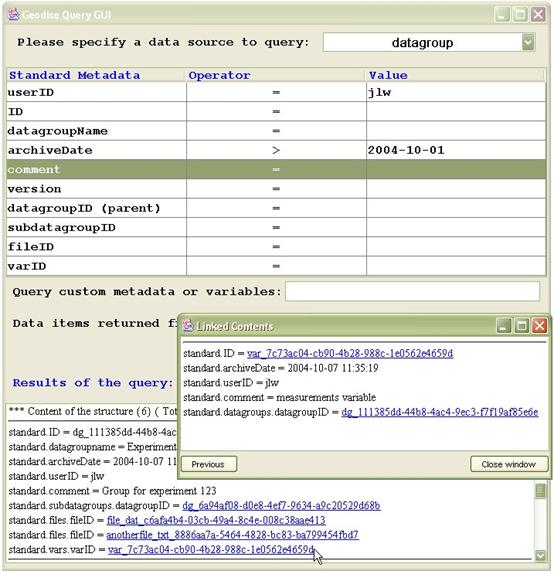 Geodise Query GUI
Please specify a data source to query: datagroup
Standard Metadata Operator Value
userID = jlw
ID =
datagroupName =
archiveDate > 2004-10-01
comment =
version =
datagroupID (parent) =
subdatagroupID =
fileID =
varID =
Query custom metadata or variables:
Data items returned
Linked Contents
standard.ID = var_7c73ac04-cb90-4b28-988c-1e0562e4659d
standard.archiveDate = 2004-10-07 11:35:19
standard.userID = jlw
standard.comment = measurements variable
standard.datagroups.datagroupID = dg_111385dd-44b8-4ac4-9ec3-f7f19af85e6e
Previous Close window
Results of the query:
*** Content of the structure (6) ( Tot
standard.ID = dg_111385dd-44b8-4ac
standard.datagroupname = Experiment
standard.archiveDate = 2004-10-07 11
standard.userID = jlw
standard.comment = Group for experiment 123
standard.subdatagroups.datagroupID = dg_6a94af08-d0e8-4ef7-9634-a9c20529d68b
standard.files.fileID = file_dat_c6afa4b4-03cb-49a4-8c4e-008c38aae413
standard.files.fileID = anotherfile_txt_8886aa7a-5464-4828-bc83-ba799454fbd7
standard.vars.varID = var_7c73ac04-cb90-4b28-988c-1e0562e4659d